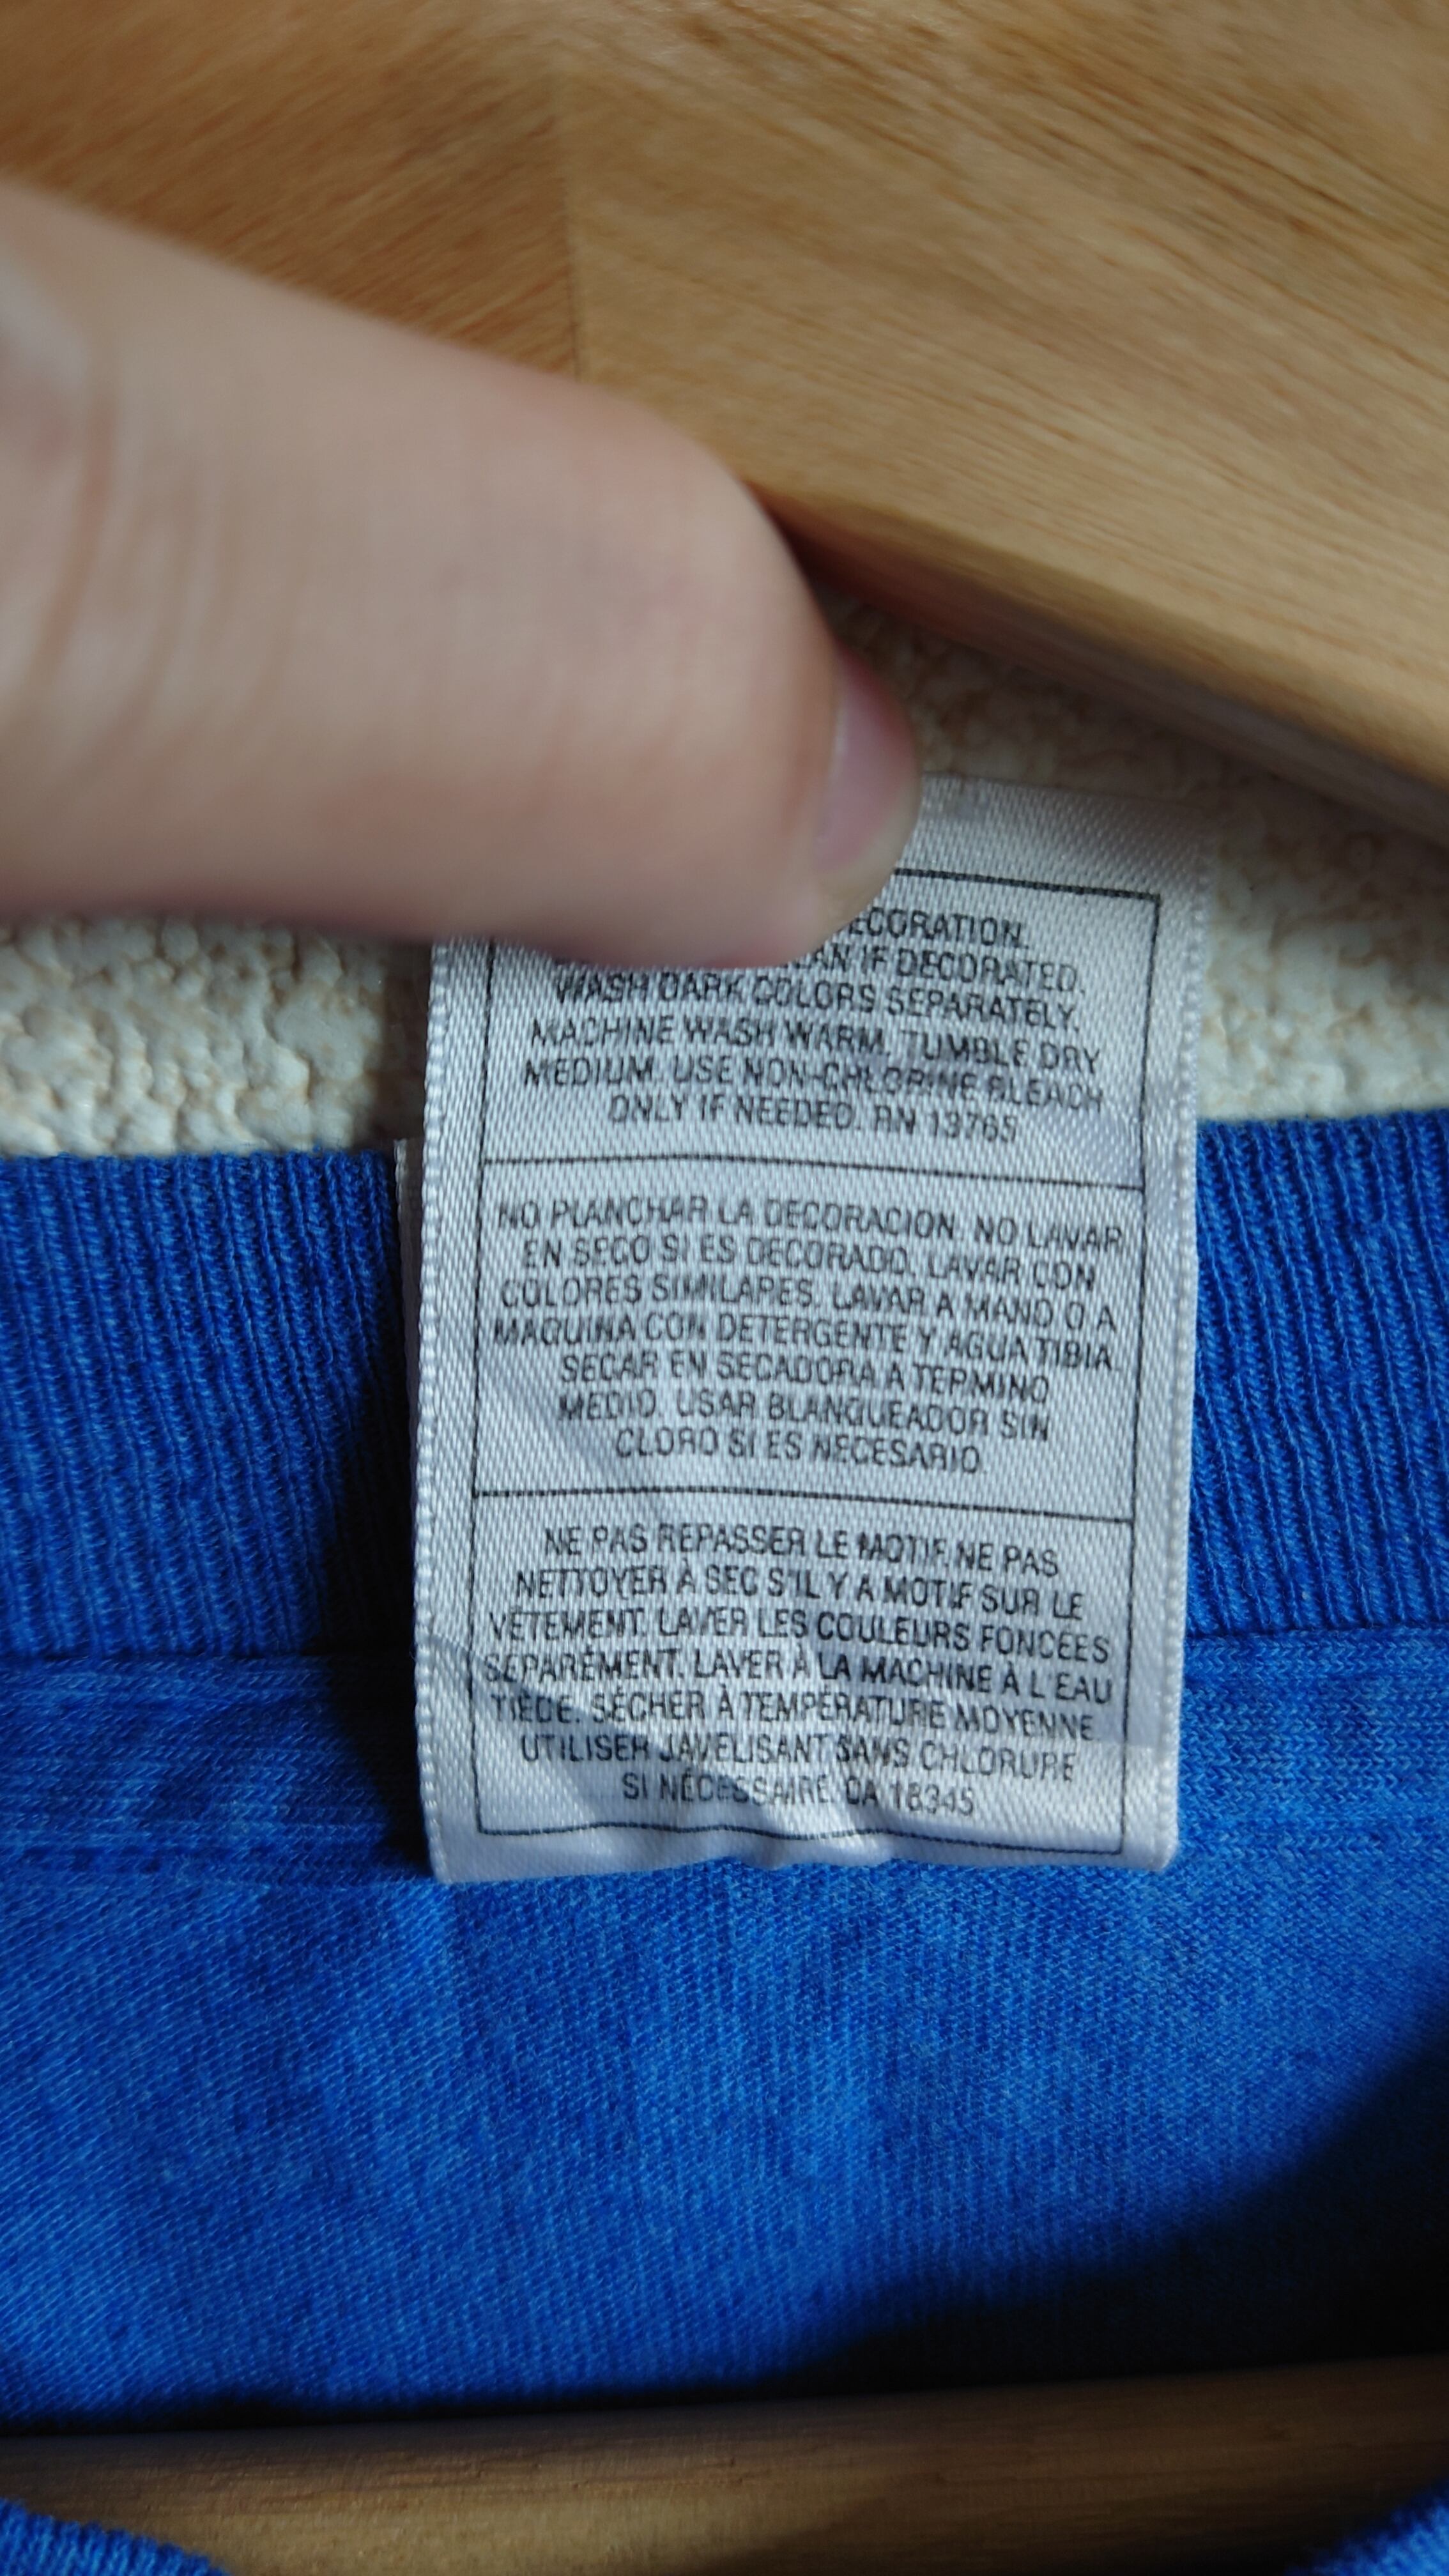 ECORATION.
IF DECORATED.
WASH DARK COLORS SEPARATELY.
MACHINE WASH WARM, TUMBLE DRY
MEDIUM. USE NON-CHLORINE BLEACH
ONLY IF NEEDED. RN 13765
NO PLANCHAR LA DECORACION. NO LAVAR
EN SECO SI ES DECORADO. LAVAR CON
COLORES SIMILARES. LAVAR A MANO O A
MAQUINA CON DETERGENTE Y AGUA TIBIA.
SECAR EN SECADORA A TERMINO
MEDIO. USAR BLANQUEADOR SIN
CLORO SI ES NECESARIO.
NE PAS REPASSER LE MOTIF. NE PAS
NETTOYER À SEC S'IL Y A MOTIF SUR LE
VÊTEMENT. LAVER LES COULEURS FONCÉES
SÉPARÉMENT. LAVER À LA MACHINE À L'EAU
TIÈDE. SÉCHER À TEMPÉRATURE MOYENNE.
UTILISER JAVELISANT SANS CHLORURE
SI NÉCESSAIRE. CA 18345